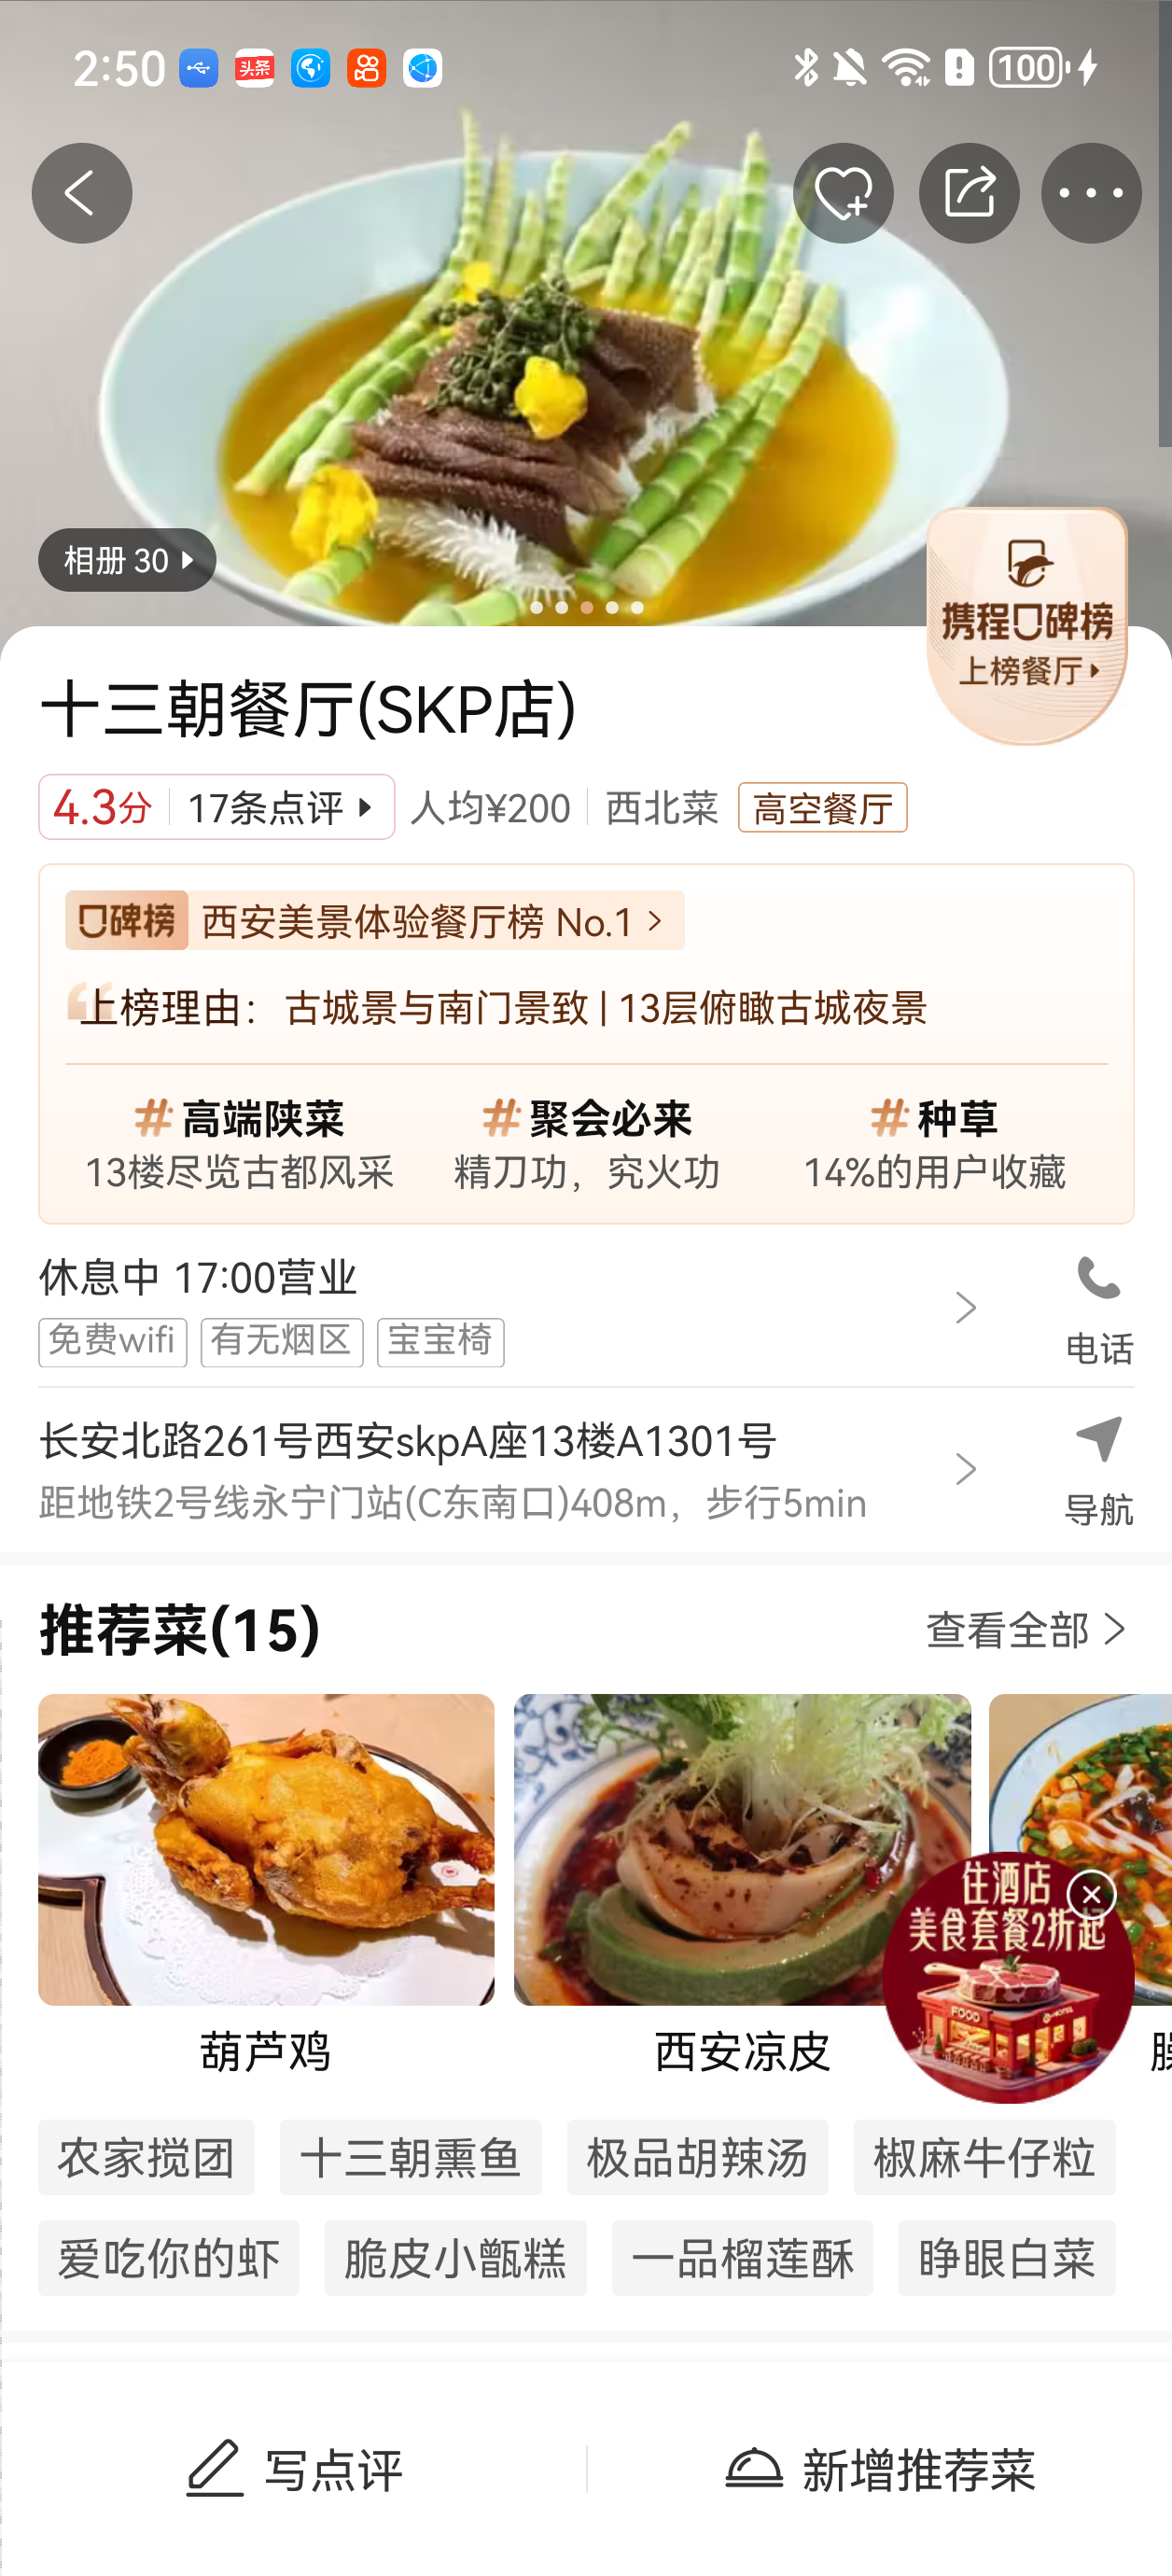 2:50
头条
100
相册 30
携程口碑榜
上榜餐厅
十三朝餐厅(SKP店)
4.3分 17条点评 人均¥200 西北菜 高空餐厅
口碑榜 西安美景体验餐厅榜 No.1
上榜理由：古城景与南门景致 | 13层俯瞰古城夜景
#高端陕菜 #聚会必来 #种草
13楼尽览古都风采 精刀功，究火功 14%的用户收藏
休息中 17:00营业
免费wifi 有无烟区 宝宝椅
电话
长安北路261号西安skpA座13楼A1301号
距地铁2号线永宁门站(C东南口)408m，步行5min
导航
推荐菜(15) 查看全部
住酒店
美食套餐2折起
FOOD
HOTEL
葫芦鸡 西安凉皮
农家搅团 十三朝熏鱼 极品胡辣汤 椒麻牛仔粒
爱吃你的虾 脆皮小甑糕 一品榴莲酥 睁眼白菜
写点评 新增推荐菜